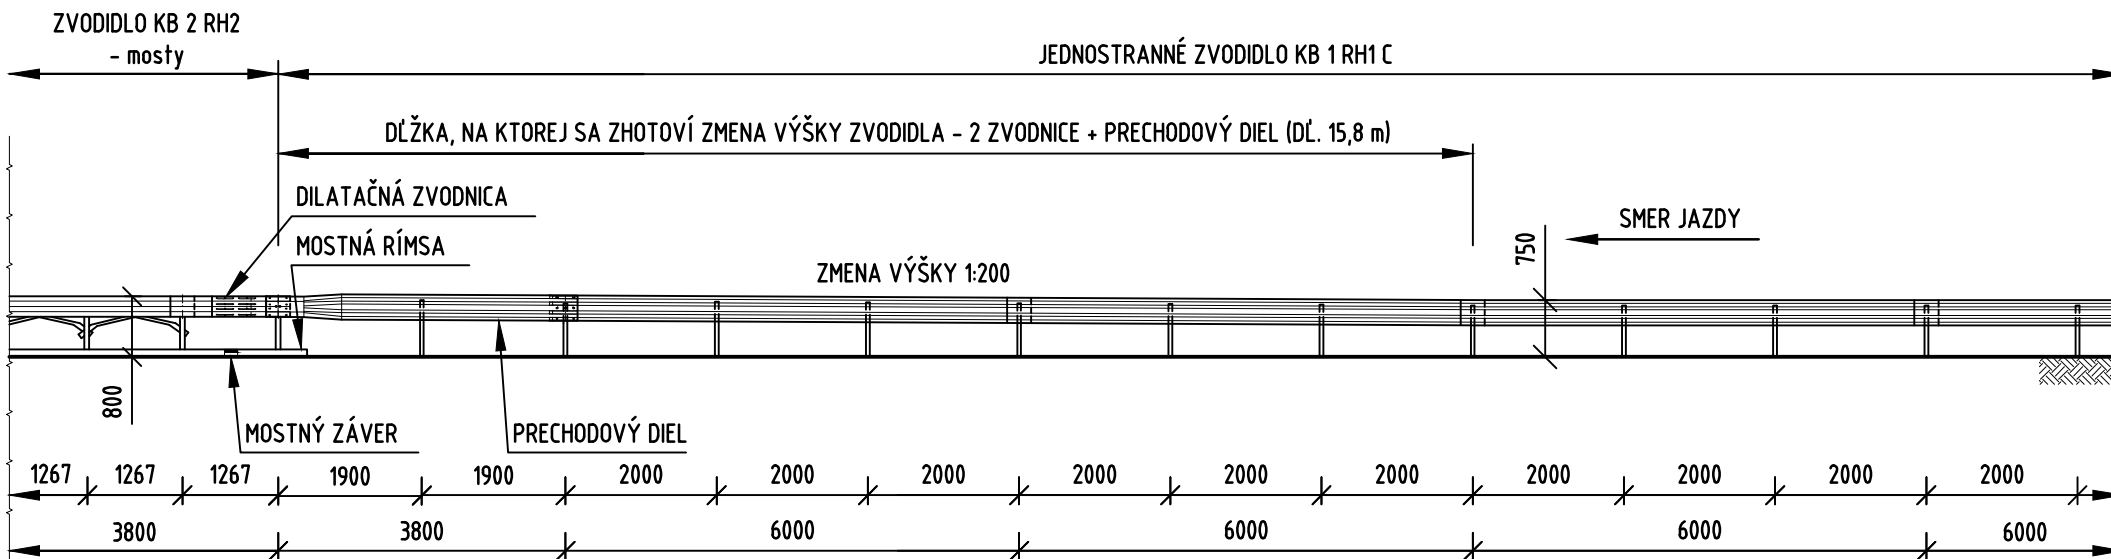 ZVODIDLO KB 2 RH2
- mosty
JEDNOSTRANNÉ ZVODIDLO KB 1 RH1 C
DĹŽKA, NA KTOREJ SA ZHOTOVÍ ZMENA VÝŠKY ZVODIDLA - 2 ZVODNICE + PRECHODOVÝ DIEL (DĹ. 15,8 m)
DILATAČNÁ ZVODNICA
SMER JAZDY
MOSTNÁ RÍMSA
750
ZMENA VÝŠKY 1:200
800
MOSTNÝ ZÁVER
PRECHODOVÝ DIEL
1267 1267 1267 1900 1900 2000 2000 2000 2000 2000 2000 2000 2000 2000 2000
3800 3800 6000 6000 6000 6000